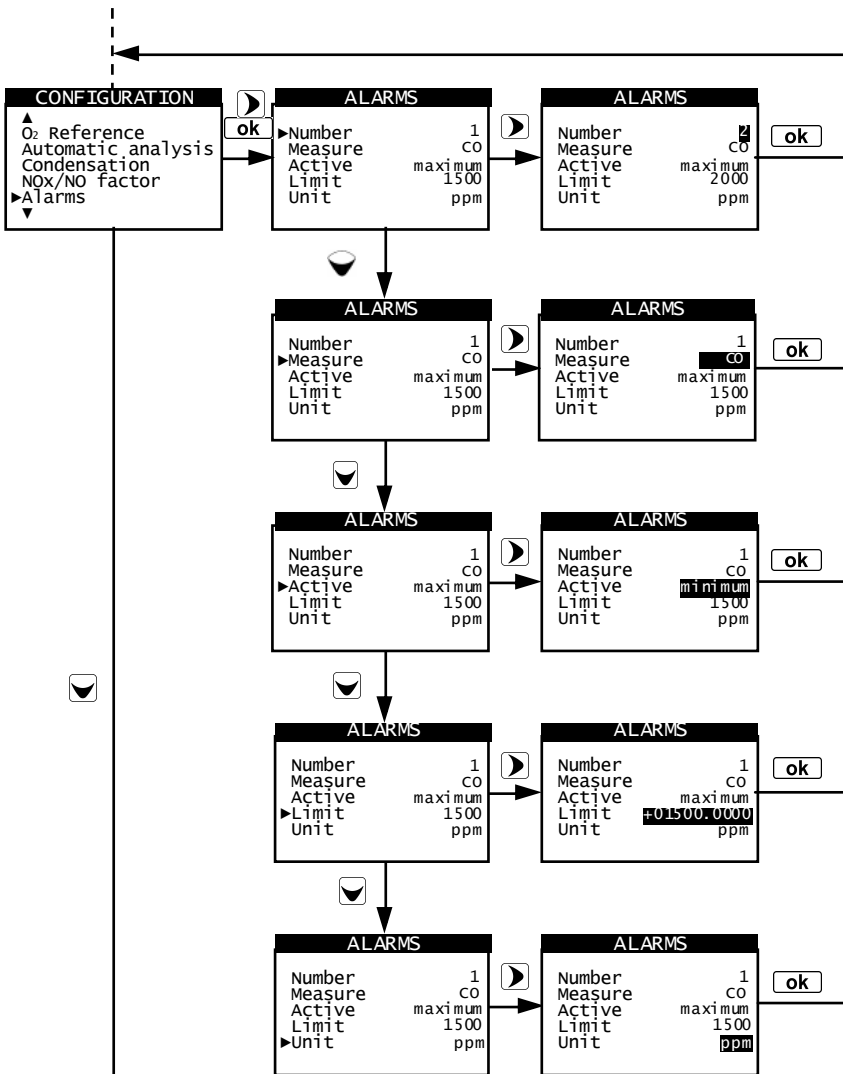 CONFIGURATION
▲
O₂ Reference
Automatic analysis
Condensation
NOx/NO factor
►Alarms
▼
ok
ALARMS
►Number 1
Measure CO
Active maximum
Limit 1500
Unit ppm
ALARMS
Number 2
Measure CO
Active maximum
Limit 2000
Unit ppm
ok
ALARMS
Number 1
►Measure CO
Active maximum
Limit 1500
Unit ppm
ALARMS
Number 1
Measure CO
Active maximum
Limit 1500
Unit ppm
ok
ALARMS
Number 1
Measure CO
►Active maximum
Limit 1500
Unit ppm
ALARMS
Number 1
Measure CO
Active minimum
Limit 1500
Unit ppm
ok
ALARMS
Number 1
Measure CO
Active maximum
►Limit 1500
Unit ppm
ALARMS
Number 1
Measure CO
Active maximum
Limit +01500.0000
Unit ppm
ok
ALARMS
Number 1
Measure CO
Active maximum
Limit 1500
►Unit ppm
ALARMS
Number 1
Measure CO
Active maximum
Limit 1500
Unit ppm
ok